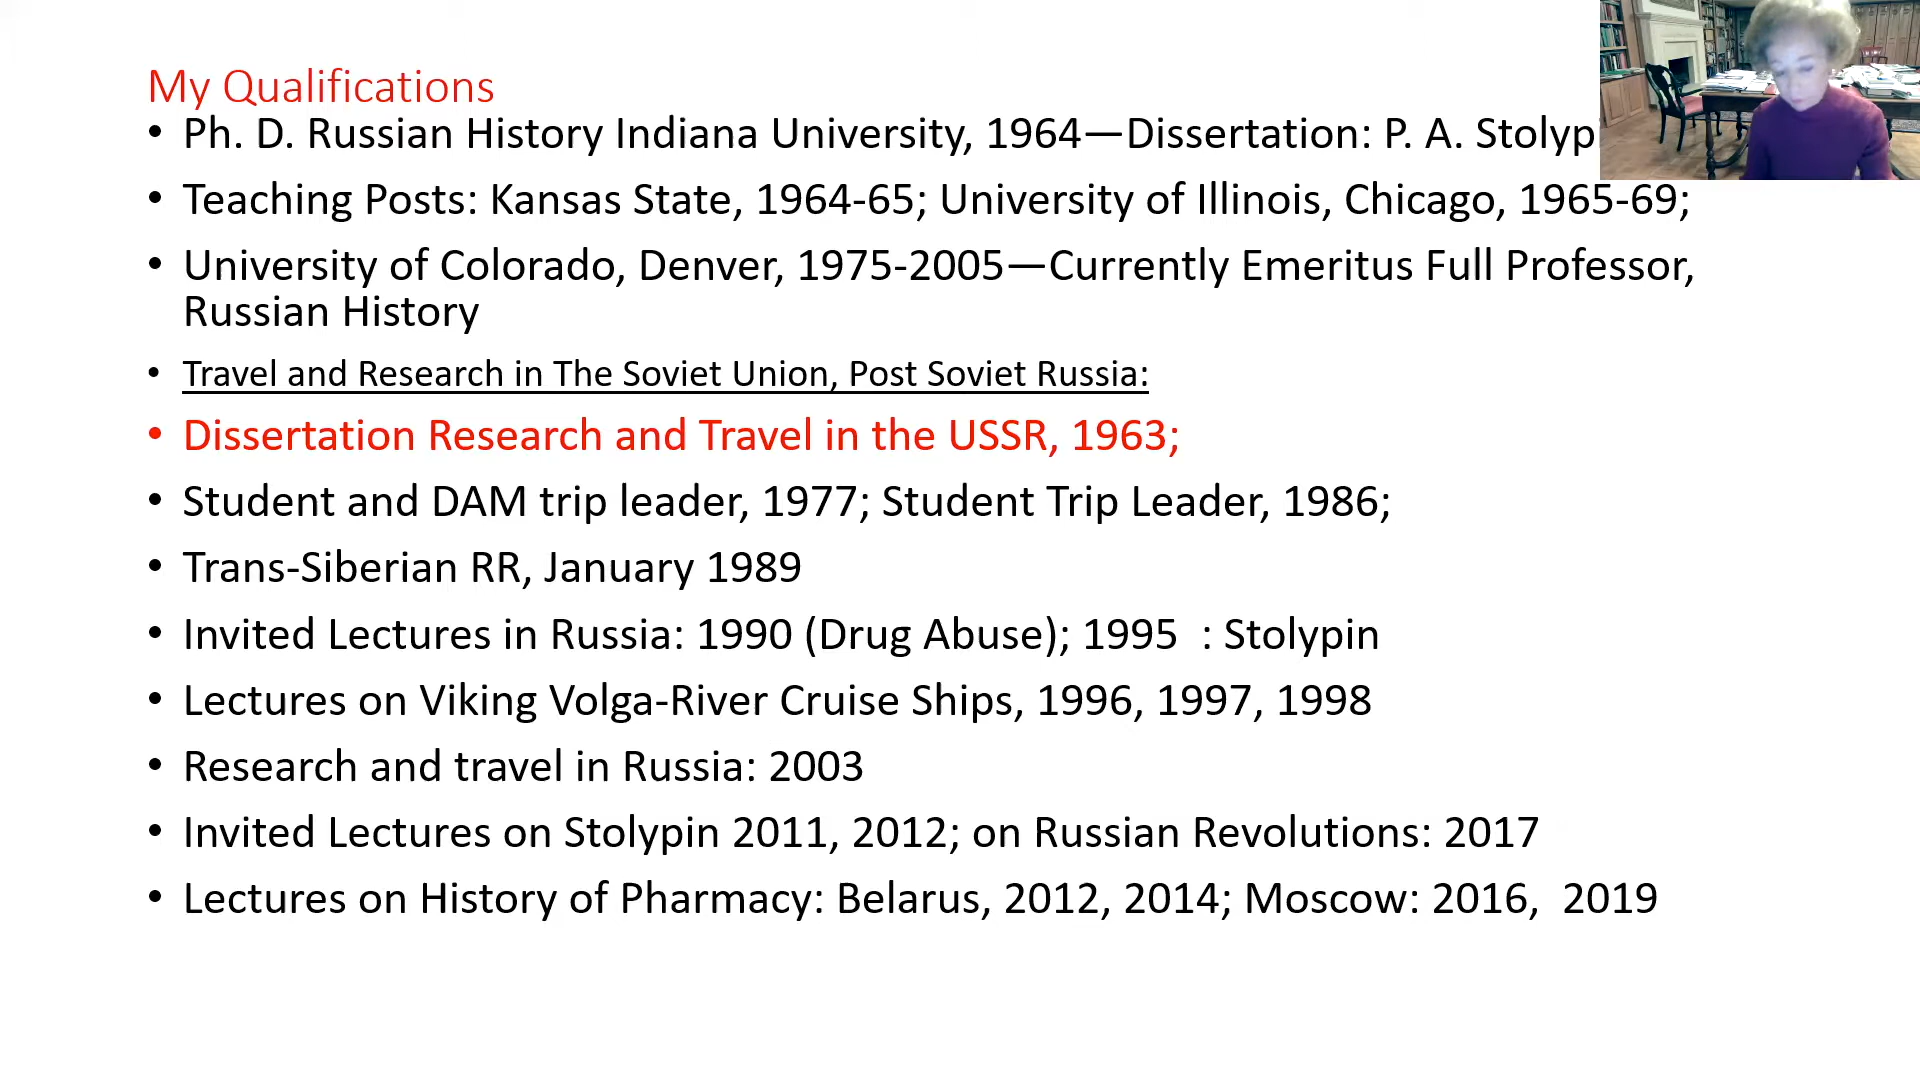 My Qualifications
• Ph. D. Russian History Indiana University, 1964—Dissertation: P. A.
• Teaching Posts: Kansas State, 1964-65; University of Illinois, Chicago, 1965-69;
• University of Colorado, Denver, 1975-2005—Currently Emeritus Full Professor,
Russian History
• Travel and Research in The Soviet Union, Post Soviet Russia:
• Dissertation Research and Travel in the USSR, 1963;
• Student and DAM trip leader, 1977; Student Trip Leader, 1986;
• Trans-Siberian RR, January 1989
• Invited Lectures in Russia: 1990 (Drug Abuse); 1995  : Stolypin
• Lectures on Viking Volga-River Cruise Ships, 1996, 1997, 1998
• Research and travel in Russia: 2003
• Invited Lectures on Stolypin 2011, 2012; on Russian Revolutions: 2017
• Lectures on History of Pharmacy: Belarus, 2012, 2014; Moscow: 2016,  2019